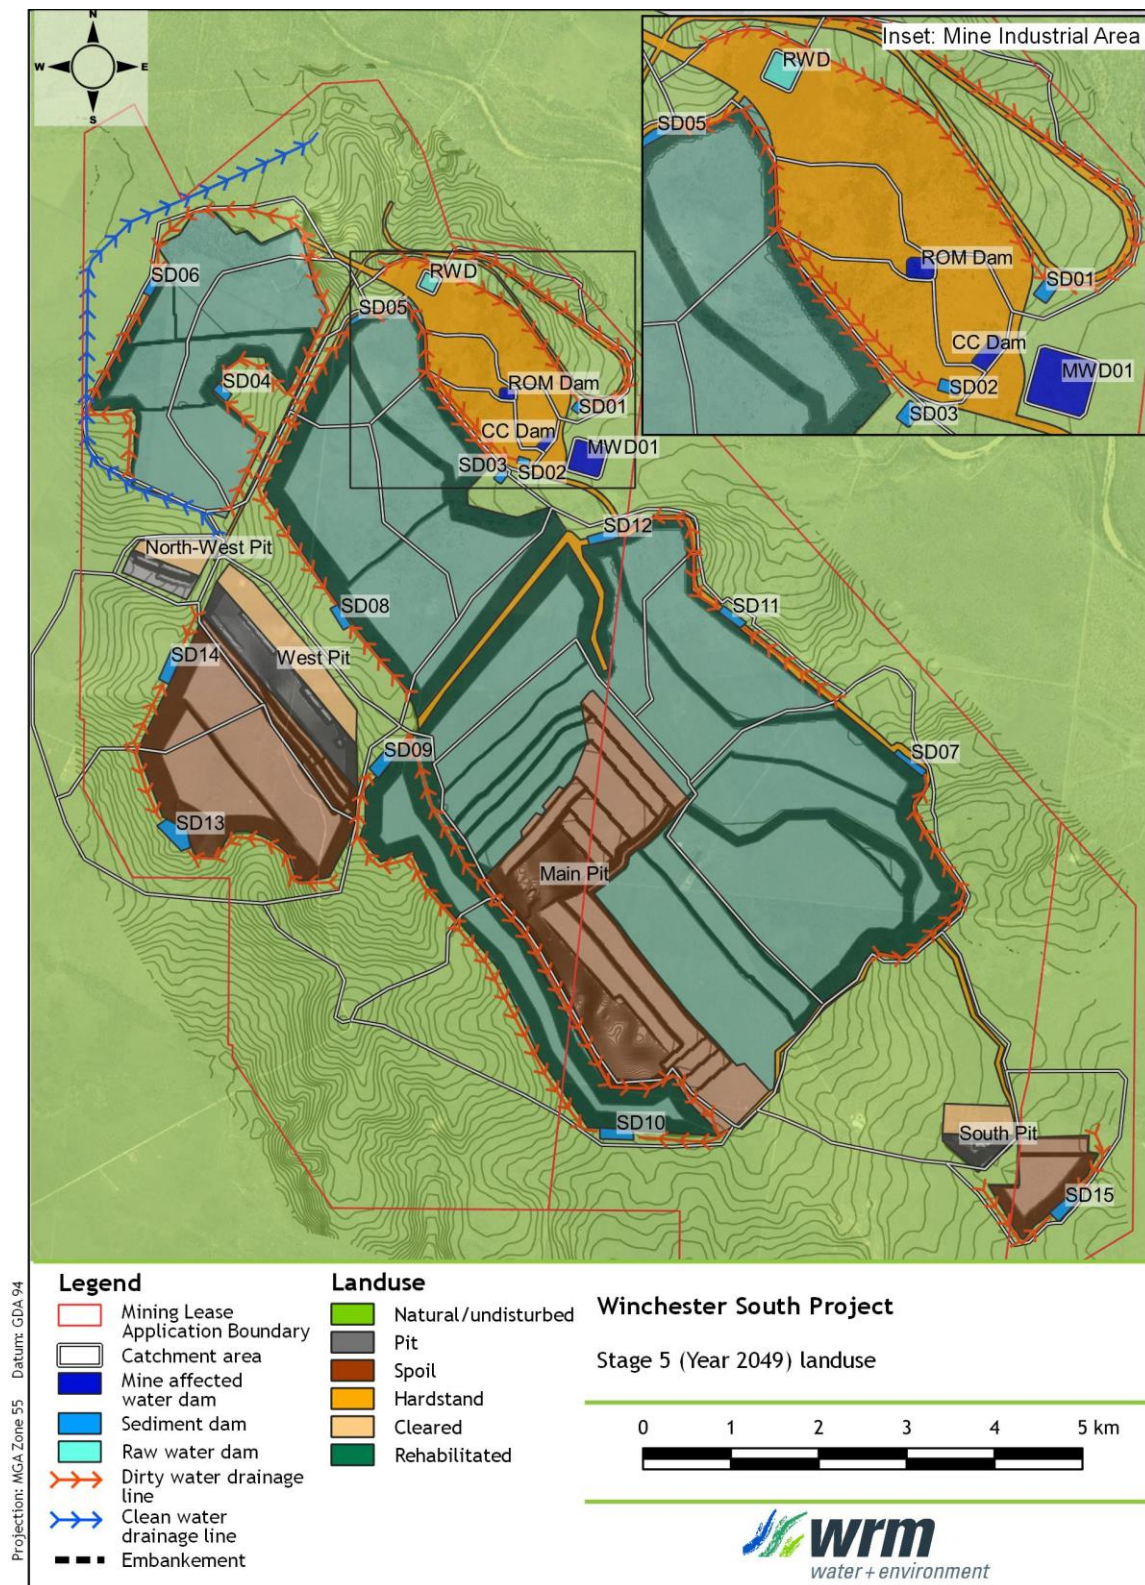 N
W
E
S
Inset: Mine Industrial Area
RWD
SD05
ROM Dam
SD01
CC Dam
MWD01
SD02
SD03
SD06
RWD
SD05
SD04
ROM Dam
SD01
CC Dam
MWD01
SD03
SD02
SD12
North-West Pit
SD08
SD11
SD14
West Pit
SD09
SD07
SD13
Main Pit
SD10
South Pit
SD15
Legend
Mining Lease
Application Boundary
Catchment area
Mine affected
water dam
Sediment dam
Raw water dam
Dirty water drainage
line
Clean water
drainage line
Embankement
Landuse
Natural/undisturbed
Pit
Spoil
Hardstand
Cleared
Rehabilitated
Winchester South Project
Stage 5 (Year 2049) landuse
0 1 2 3 4 5 km
wrm
water + environment
Projection: MGA Zone 55 Datum: GDA 94